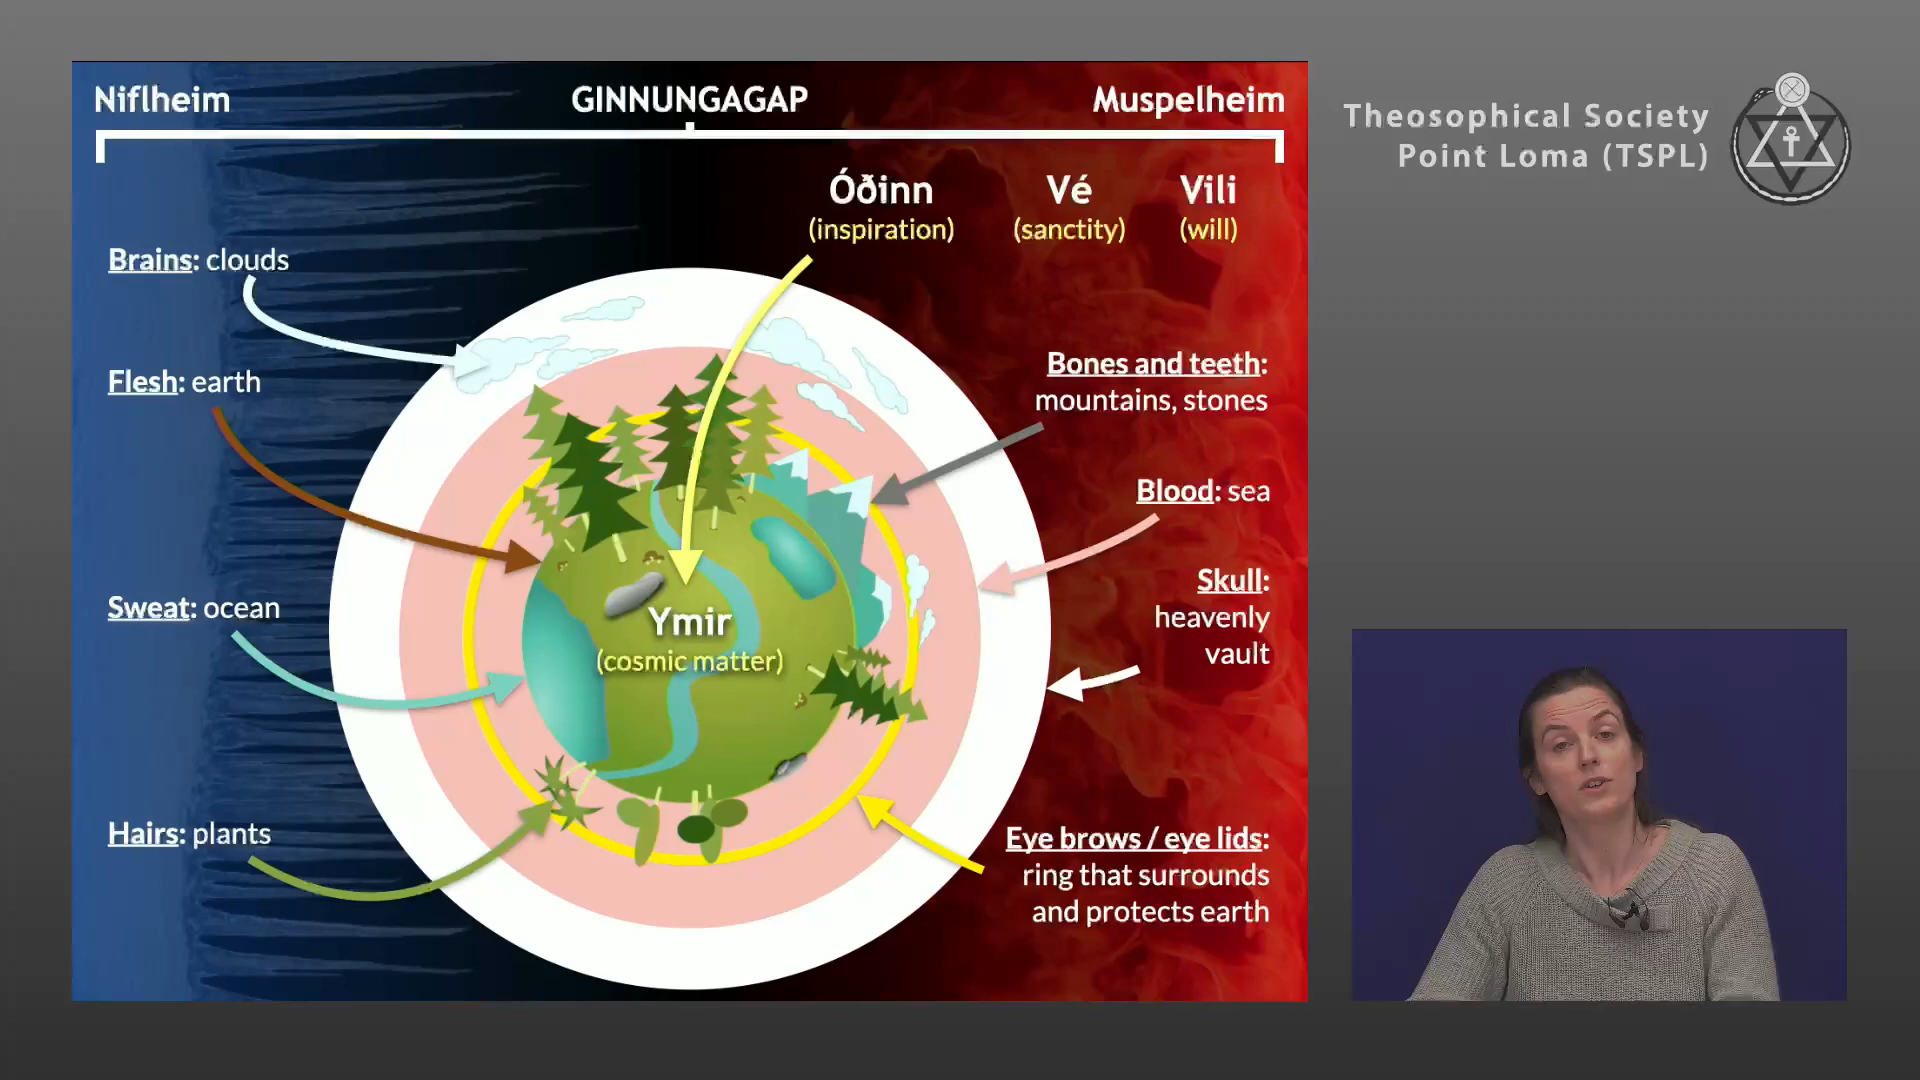 Niflheim
GINNUNGAGAP
Muspelheim
Theosophical Society
Point Loma (TSPL)
Óðinn
(inspiration)
Vé
(sanctity)
Vili
(will)
Brains: clouds
Flesh: earth
Sweat: ocean
Hairs: plants
Ymir
(cosmic matter)
Bones and teeth:
mountains, stones
Blood: sea
Skull:
heavenly
vault
Eye brows / eye lids:
ring that surrounds
and protects earth